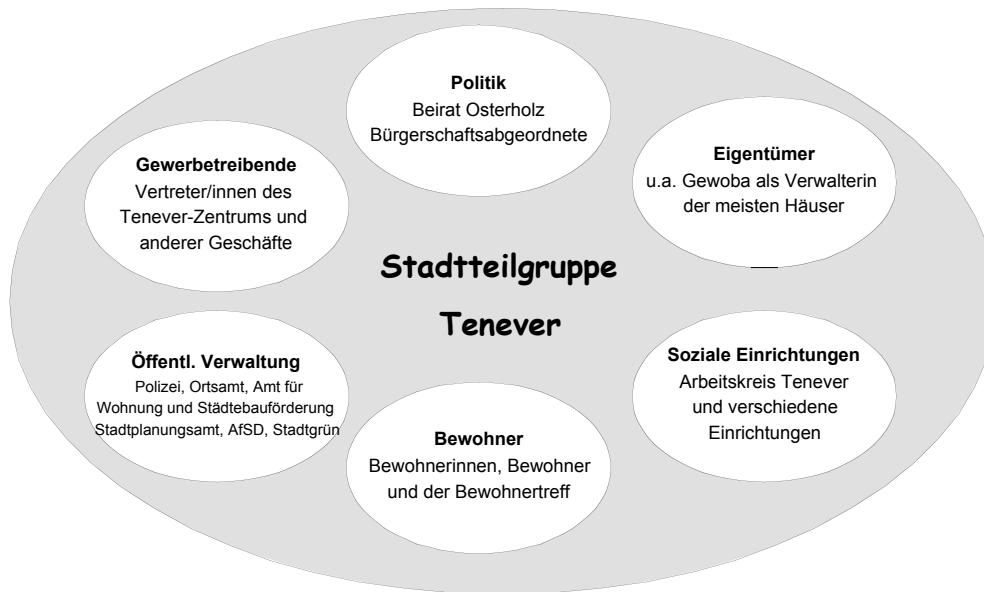 Politik
Beirat Osterholz
Bürgerschaftsabgeordnete
Gewerbetreibende
Vertreter/innen des
Tenever-Zentrums und
anderer Geschäfte
Eigentümer
u.a. Gewoba als Verwalterin
der meisten Häuser
Stadtteilgruppe
Tenever
Öffentl. Verwaltung
Polizei, Ortsamt, Amt für
Wohnung und Städtebauförderung
Stadtplanungsamt, AfSD, Stadtgrün
Bewohner
Bewohnerinnen, Bewohner
und der Bewohnertreff
Soziale Einrichtungen
Arbeitskreis Tenever
und verschiedene
Einrichtungen